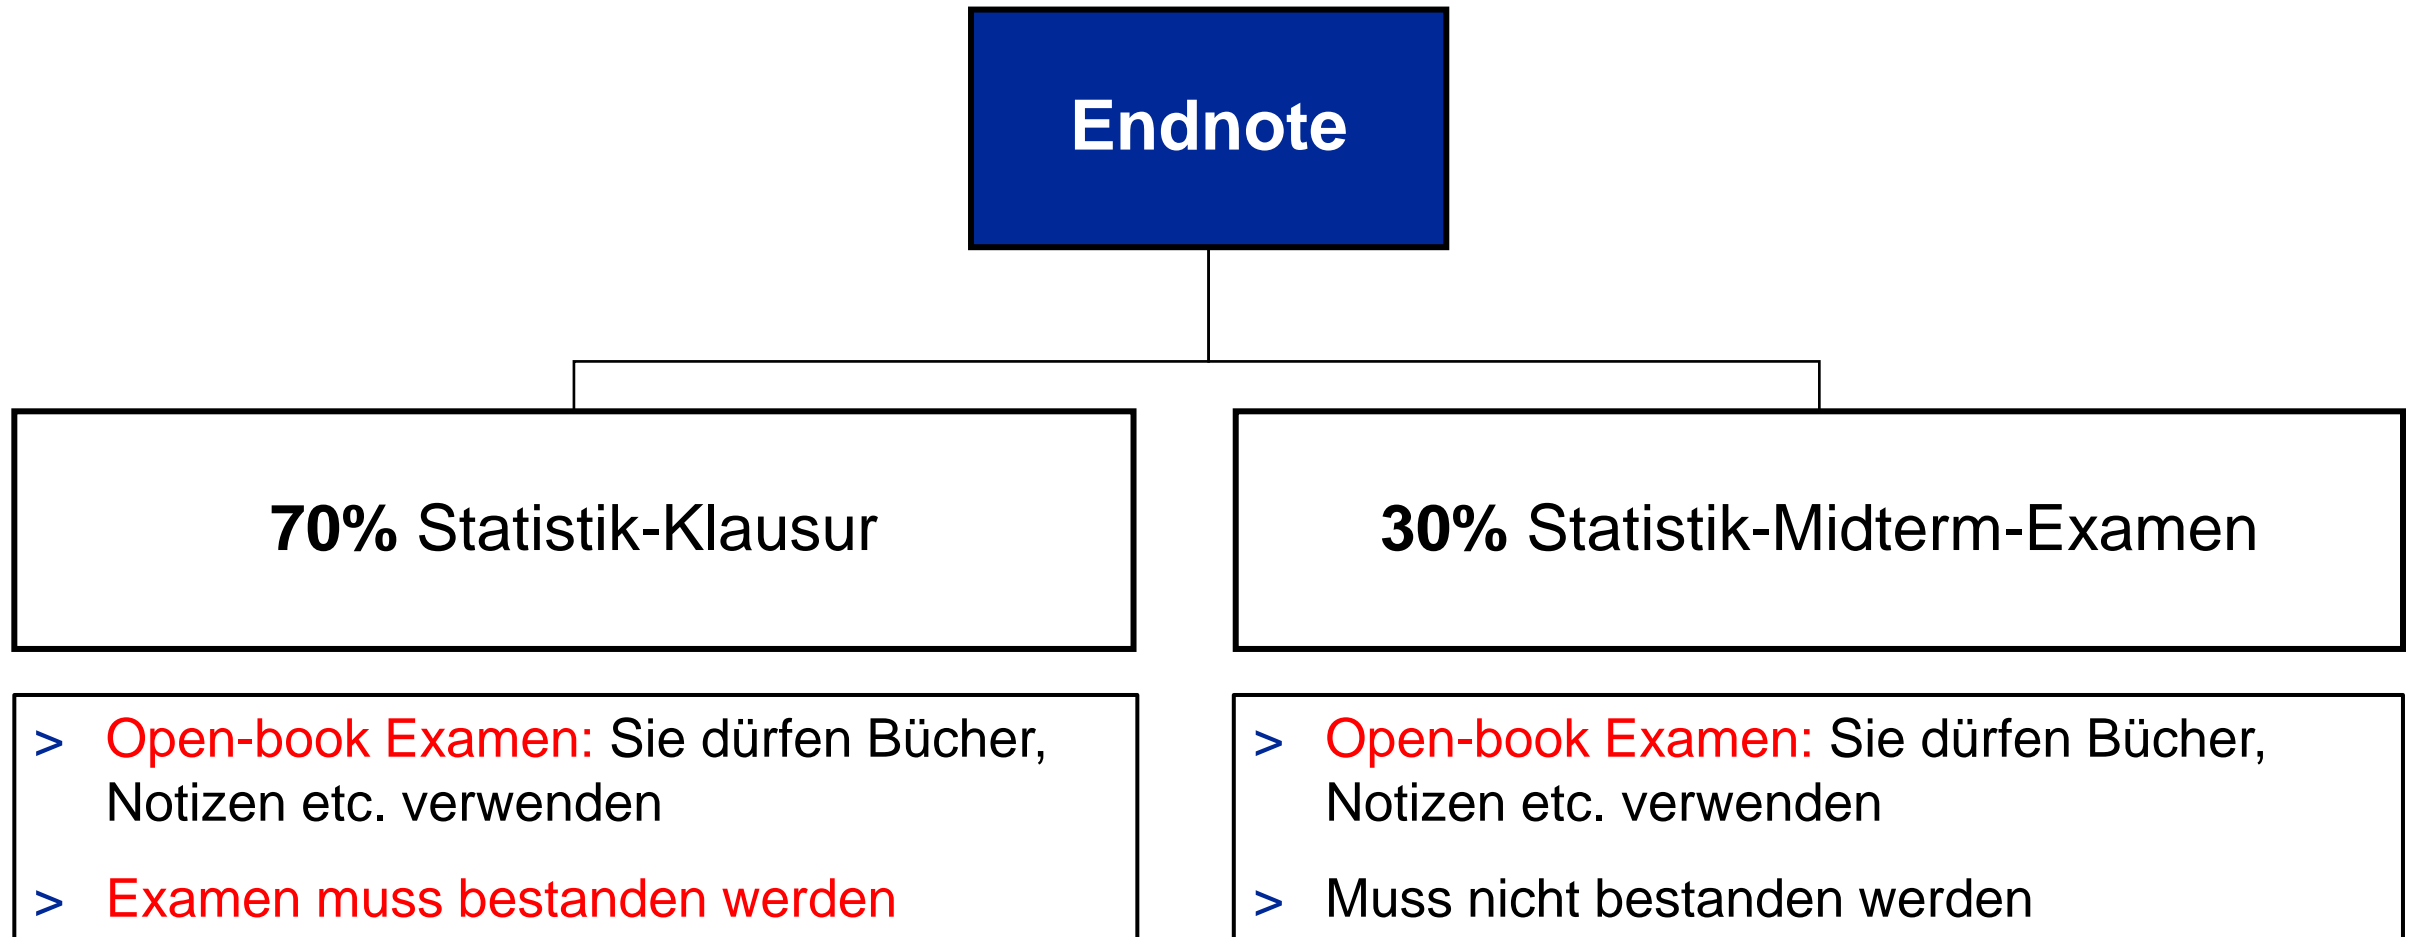 Endnote
70% Statistik-Klausur
30% Statistik-Midterm-Examen
> Open-book Examen: Sie dürfen Bücher,
Notizen etc. verwenden
> Examen muss bestanden werden
> Open-book Examen: Sie dürfen Bücher,
Notizen etc. verwenden
> Muss nicht bestanden werden